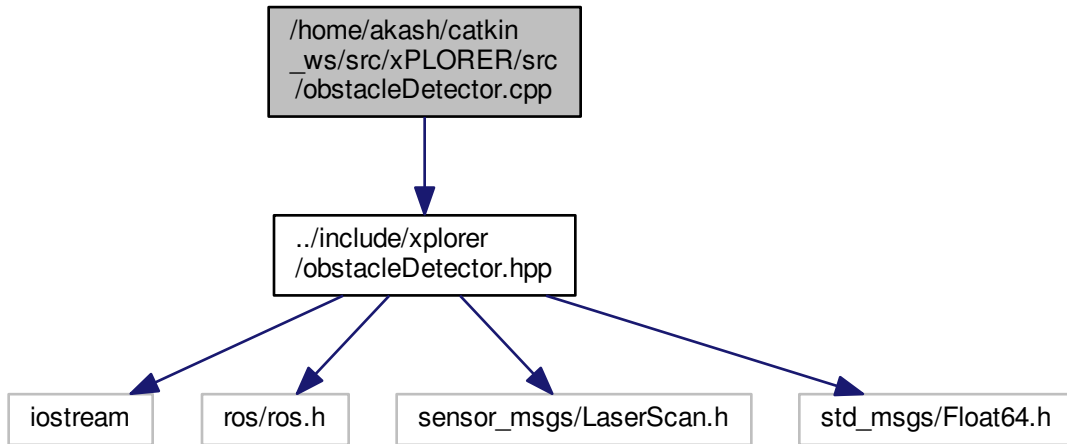 /home/akash/catkin
_ws/src/xPLORER/src
/obstacleDetector.cpp
../include/xplorer
/obstacleDetector.hpp
iostream
ros/ros.h
sensor_msgs/LaserScan.h
std_msgs/Float64.h